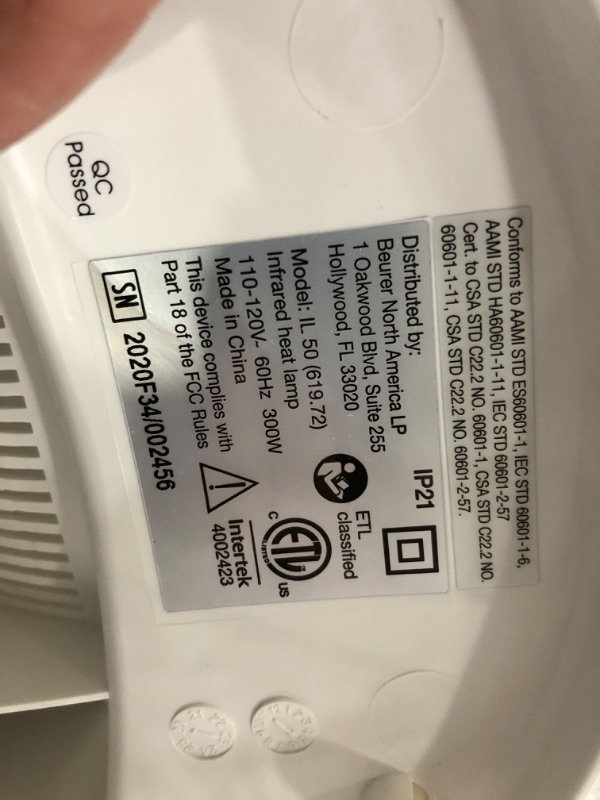 Conforms to AAMI STD ES60601-1, IEC STD 60601-1-6,
AAMI STD HA60601-1-11, IEC STD 60601-2-57
Cert. to CSA STD C22.2 NO. 60601-1, CSA STD C22.2 NO.
60601-1-11, CSA STD C22.2 NO. 60601-2-57.
Distributed by:
Beurer North America LP
1 Oakwood Blvd, Suite 255
Hollywood, FL 33020
IP21
Model: IL 50 (619.72)
Infrared heat lamp
110-120V~ 60Hz 300W
Made in China
This device complies with
Part 18 of the FCC Rules
ETL
classified
ETL
C
US
LISTED
Intertek
4002423
SN 2020F34/002456
QC
Passed